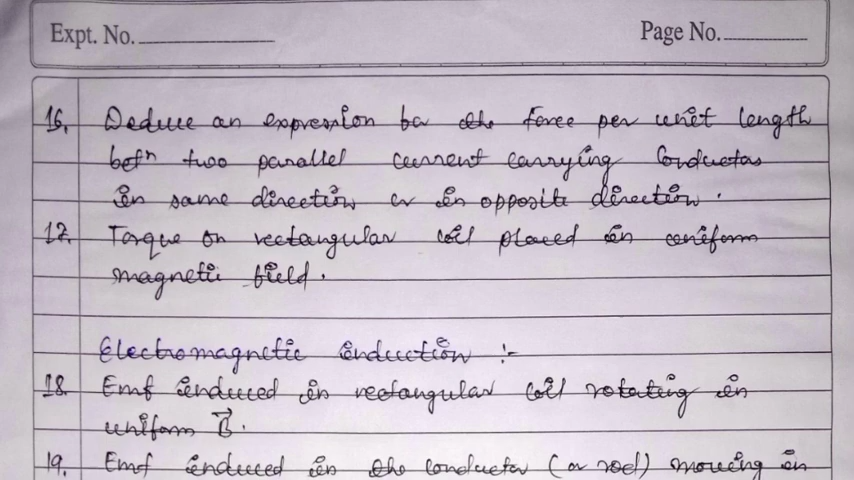 Expt. No.
Page No.
16. Deduce an expression for the force per unit length
betn two parallel current carrying conductors
in same direction or in opposite direction.
17. Torque on rectangular coil placed in uniform
magnetic field.
Electromagnetic induction :-
18. Emf induced in rectangular coil rotating in
uniform B⃗.
19. Emf induced in the conductor (or rod) moving in